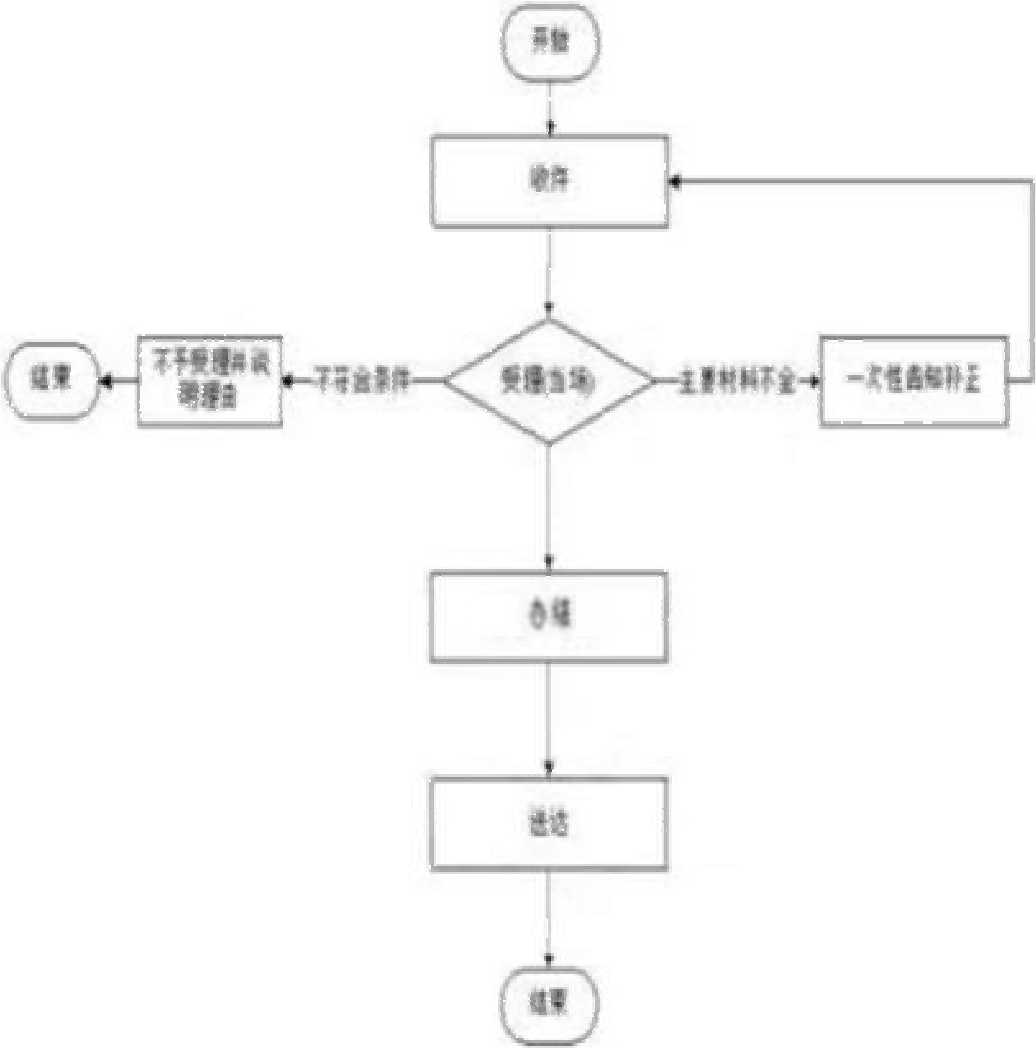 开始
收件
结束
不予受理并说
明理由
不符合条件
受理(当场)
主要材料不全
一次性告知补正
办结
送达
结束